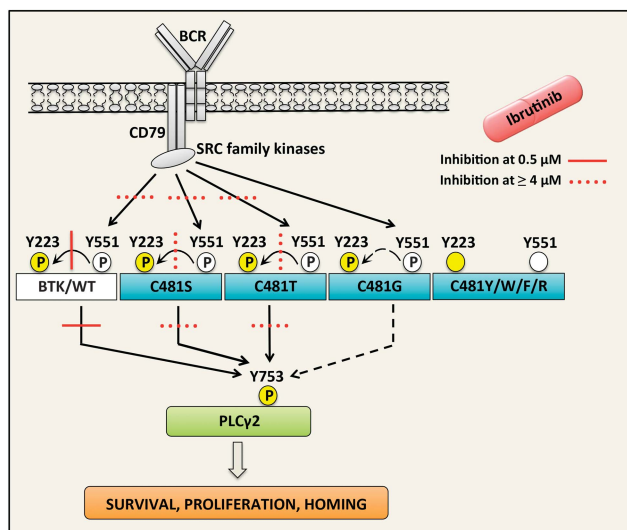 BCR
CD79
SRC family kinases
Ibrutinib
Inhibition at 0.5 µM
Inhibition at ≥ 4 µM
Y223 Y551 Y223 Y551 Y223 Y551 Y223 Y551 Y223 Y551
P P P P P P P P
BTK/WT C481S C481T C481G C481Y/W/F/R
Y753
P
PLCγ2
SURVIVAL, PROLIFERATION, HOMING